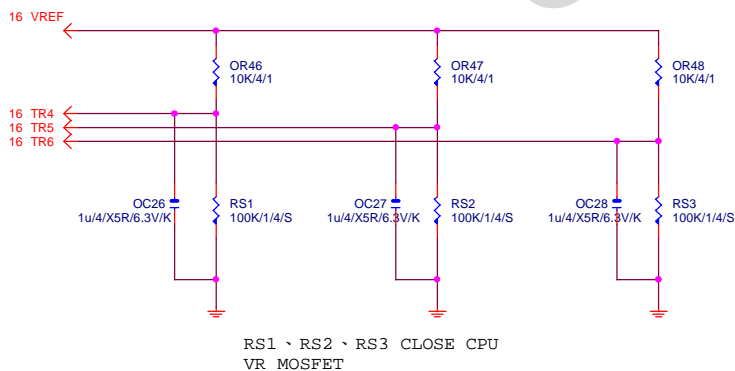 16 VREF
OR46
10K/4/1
OR47
10K/4/1
OR48
10K/4/1
16 TR4
16 TR5
16 TR6
OC26
1u/4/X5R/6.3V/K
RS1
100K/1/4/S
OC27
1u/4/X5R/6.3V/K
RS2
100K/1/4/S
OC28
1u/4/X5R/6.3V/K
RS3
100K/1/4/S
RS1、RS2、RS3 CLOSE CPU
VR MOSFET